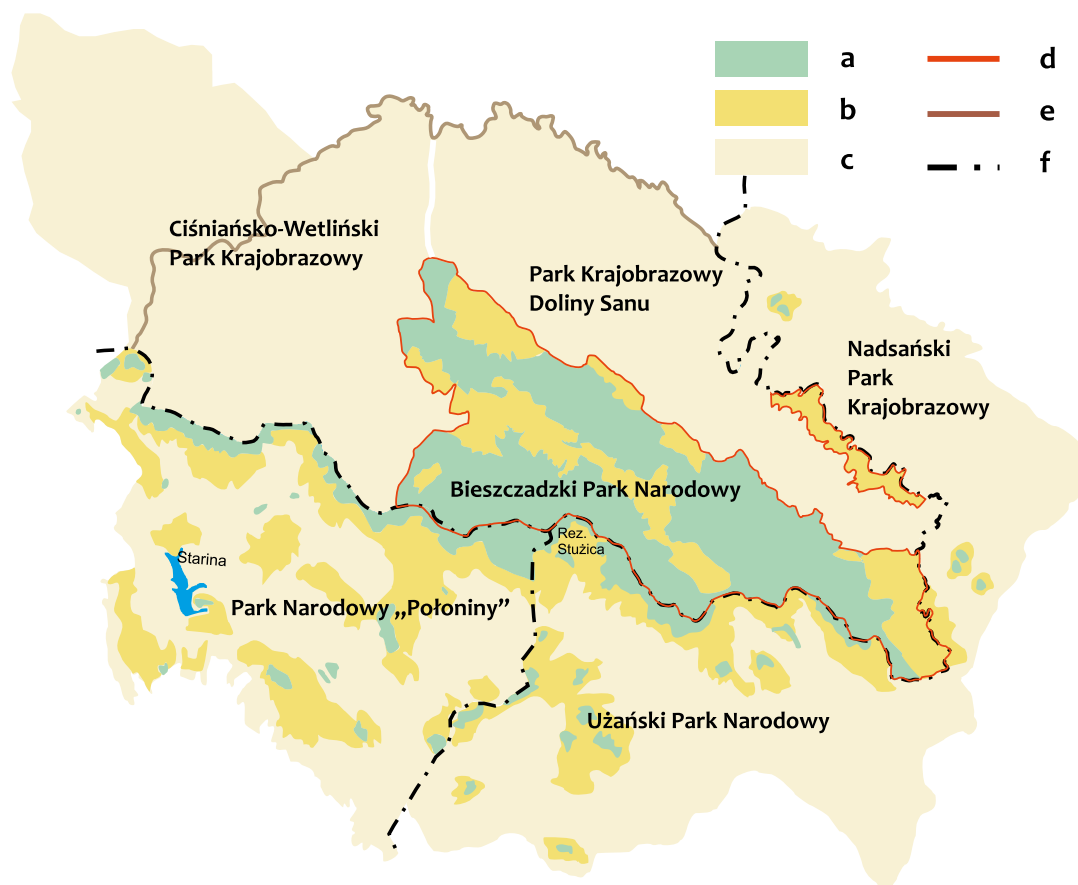 a
d
b
e
c
f
Ciśniańsko-Wetliński
Park Krajobrazowy
Park Krajobrazowy
Doliny Sanu
Nadsański
Park
Krajobrazowy
Bieszczadzki Park Narodowy
Rez.
Stużica
Starina
Park Narodowy „Połoniny”
Użański Park Narodowy